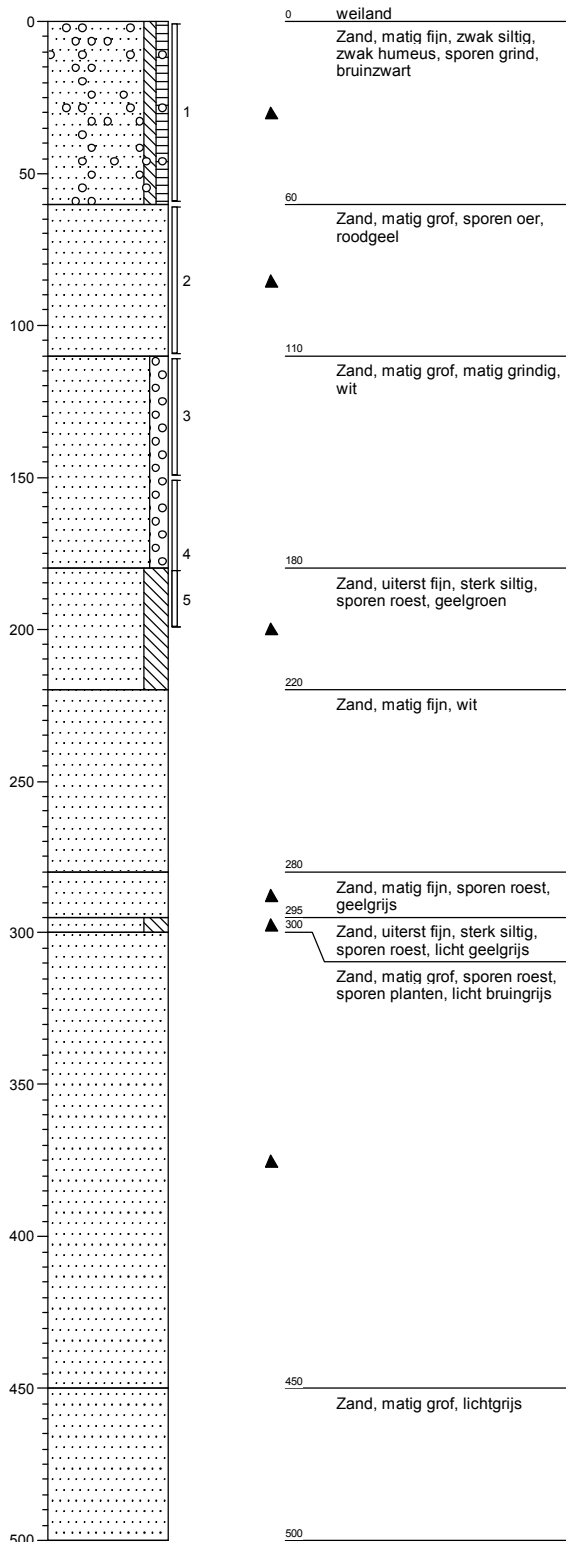 0
50
100
150
200
250
300
350
400
450
500
1
2
3
4
5
0
weiland
Zand, matig fijn, zwak siltig,
zwak humeus, sporen grind,
bruinzwart
60
Zand, matig grof, sporen oer,
roodgeel
110
Zand, matig grof, matig grindig,
wit
180
Zand, uiterst fijn, sterk siltig,
sporen roest, geelgroen
220
Zand, matig fijn, wit
280
Zand, matig fijn, sporen roest,
geelgrijs
295
Zand, uiterst fijn, sterk siltig,
sporen roest, licht geelgrijs
300
Zand, matig grof, sporen roest,
sporen planten, licht bruingrijs
450
Zand, matig grof, lichtgrijs
500